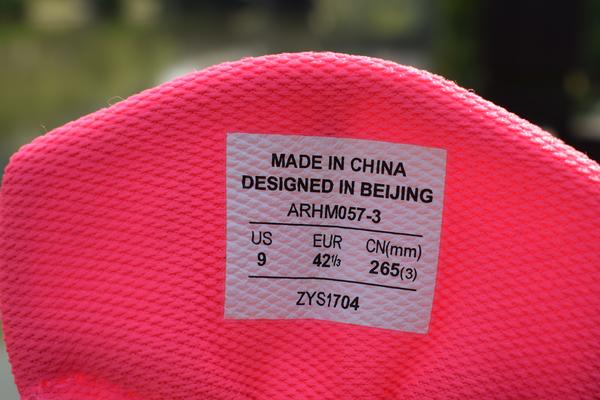 MADE IN CHINA
DESIGNED IN BEIJING
ARHM057-3
US EUR CN(mm)
9 42⅓ 265(3)
ZYS1704